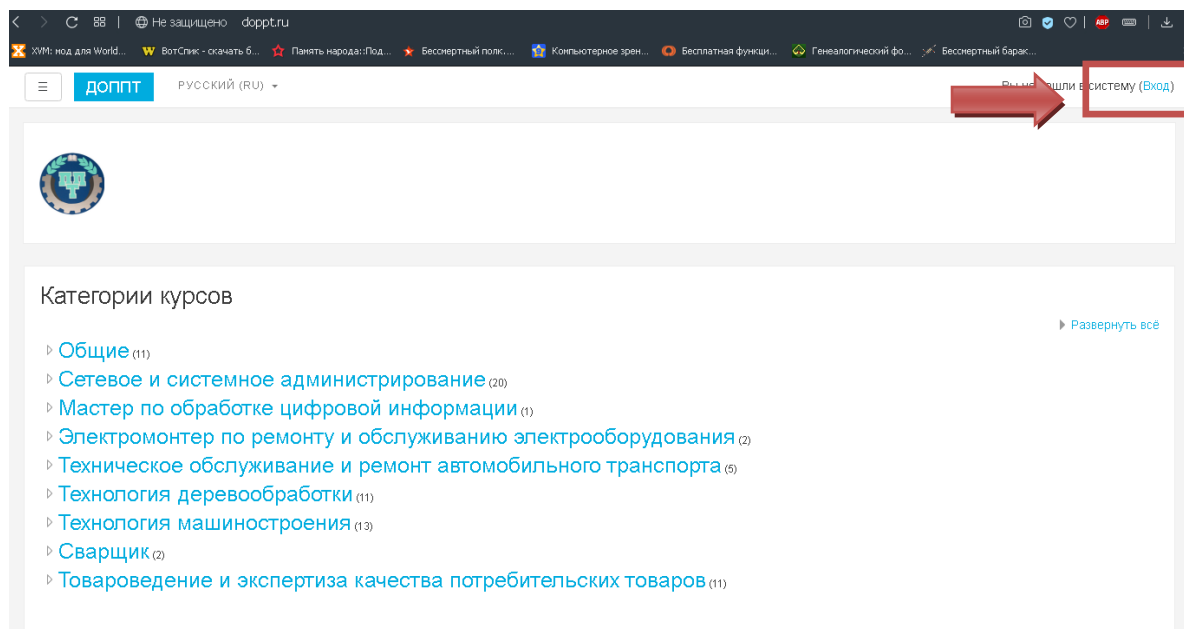 Не защищено doppt.ru
ABP
XVM: мод для World... ВотСпик - скачать б... Память народа::Под... Бессмертный полк:... Компьютерное зрен... Бесплатная функци... Генеалогический фо... Бессмертный барак...
ДОППТ РУССКИЙ (RU) систему (Вход)
Категории курсов
Развернуть всё
Общие (11)
Сетевое и системное администрирование (20)
Мастер по обработке цифровой информации (1)
Электромонтер по ремонту и обслуживанию электрооборудования (2)
Техническое обслуживание и ремонт автомобильного транспорта (5)
Технология деревообработки (11)
Технология машиностроения (13)
Сварщик (2)
Товароведение и экспертиза качества потребительских товаров (11)